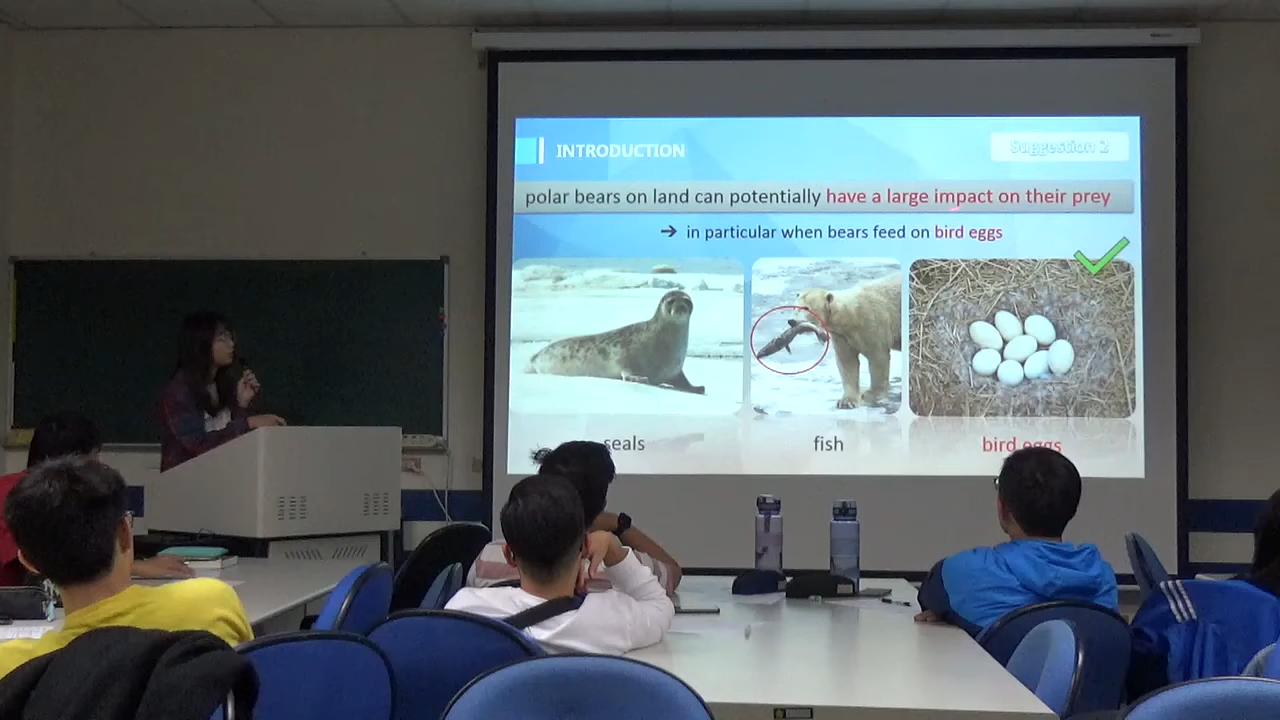 INTRODUCTION
Suggestion 2
polar bears on land can potentially have a large impact on their prey
➔ in particular when bears feed on bird eggs
seals
fish
bird eggs